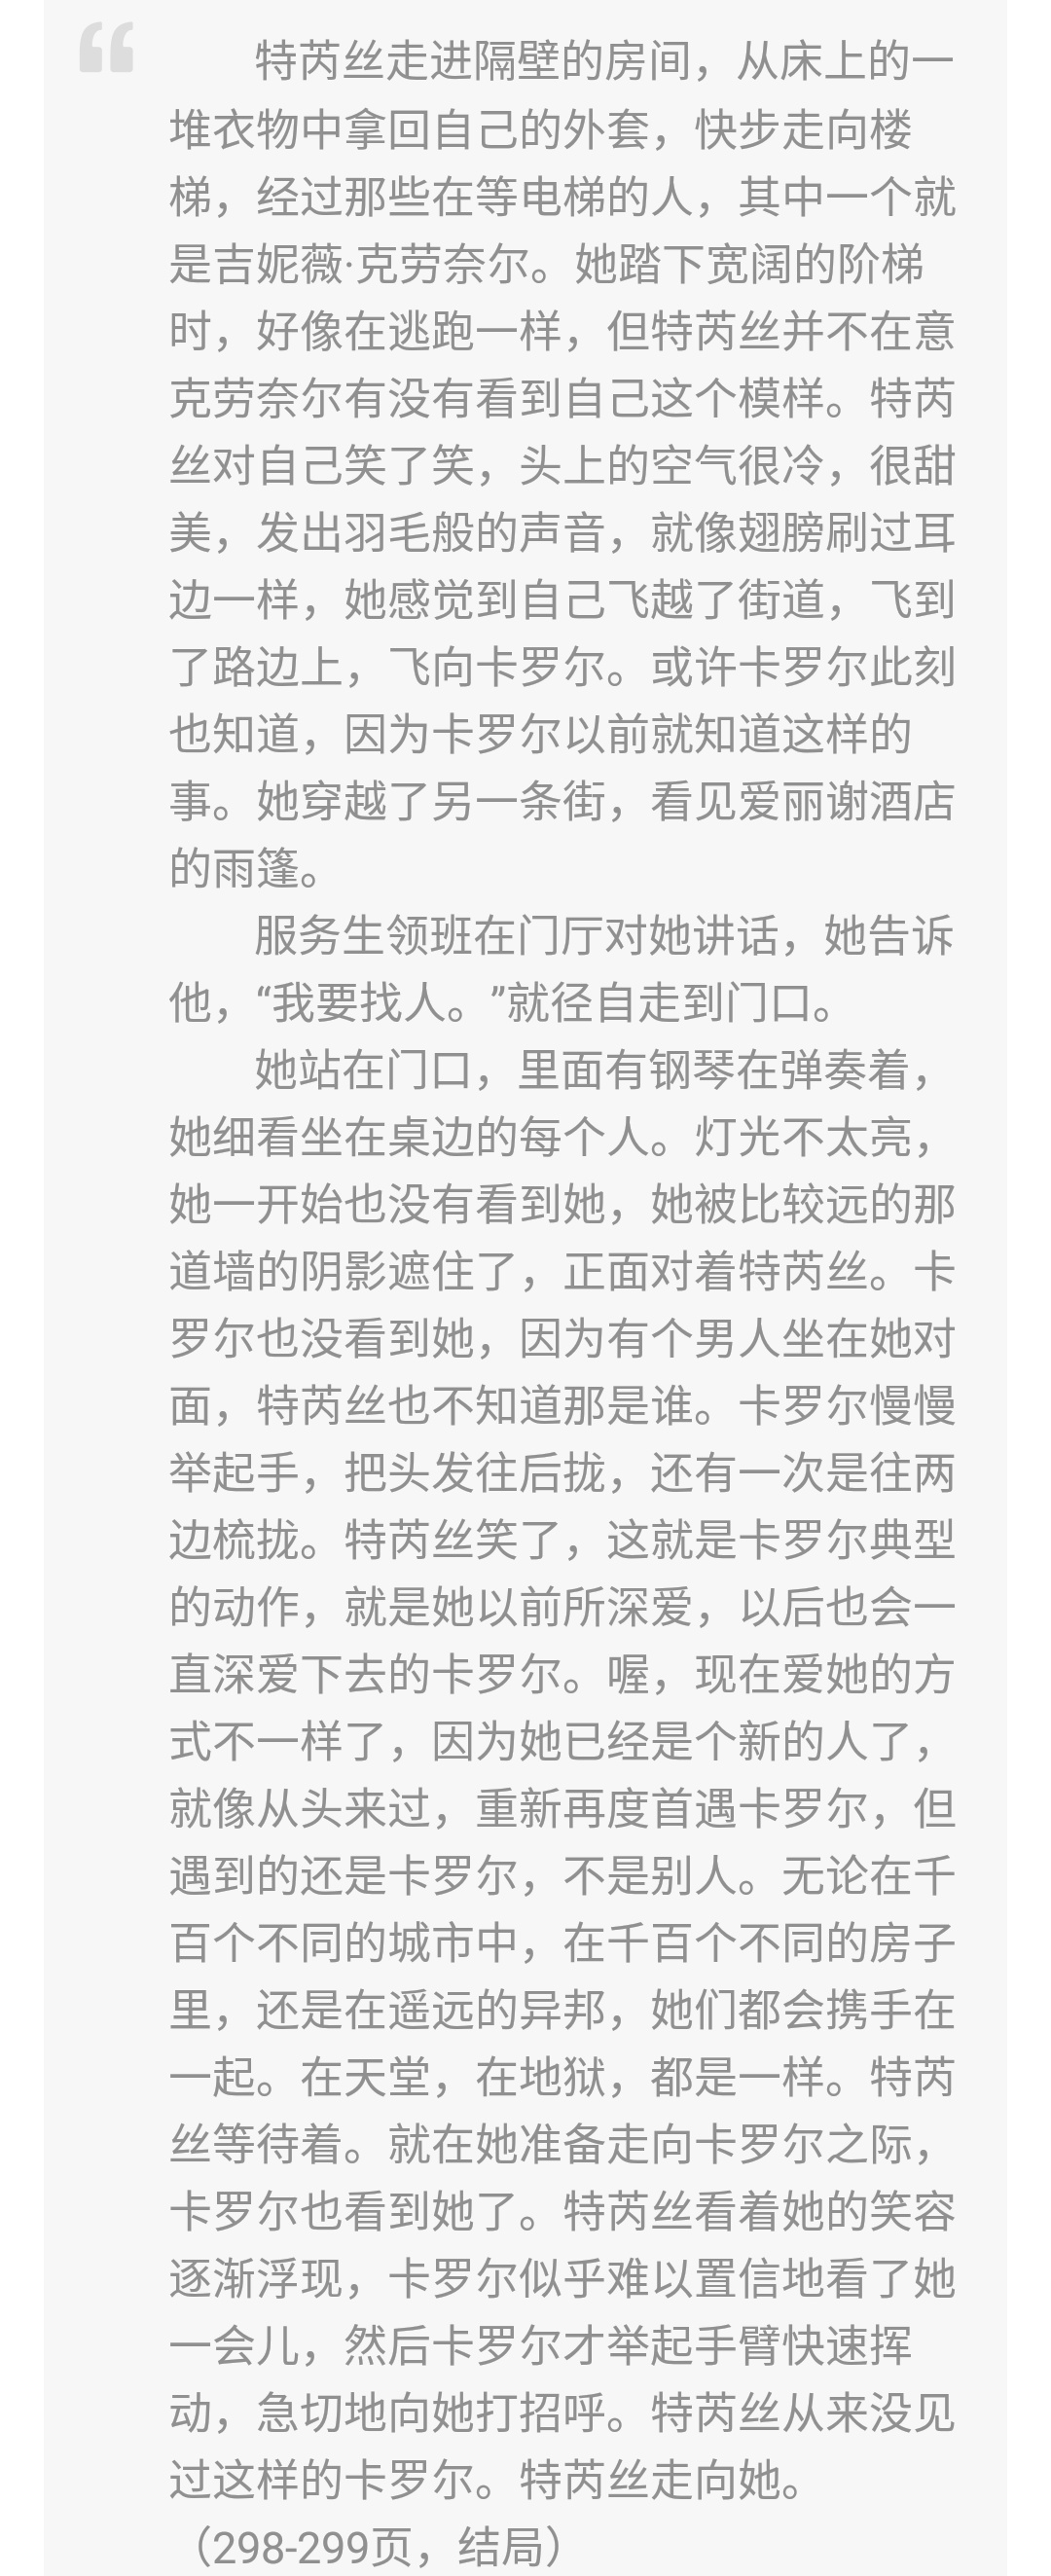 “
特芮丝走进隔壁的房间，从床上的一
堆衣物中拿回自己的外套，快步走向楼
梯，经过那些在等电梯的人，其中一个就
是吉妮薇·克劳奈尔。她踏下宽阔的阶梯
时，好像在逃跑一样，但特芮丝并不在意
克劳奈尔有没有看到自己这个模样。特芮
丝对自己笑了笑，头上的空气很冷，很甜
美，发出羽毛般的声音，就像翅膀刷过耳
边一样，她感觉到自己飞越了街道，飞到
了路边上，飞向卡罗尔。或许卡罗尔此刻
也知道，因为卡罗尔以前就知道这样的
事。她穿越了另一条街，看见爱丽谢酒店
的雨篷。
服务生领班在门厅对她讲话，她告诉
他，“我要找人。”就径自走到门口。
她站在门口，里面有钢琴在弹奏着，
她细看坐在桌边的每个人。灯光不太亮，
她一开始也没有看到她，她被比较远的那
道墙的阴影遮住了，正面对着特芮丝。卡
罗尔也没看到她，因为有个男人坐在她对
面，特芮丝也不知道那是谁。卡罗尔慢慢
举起手，把头发往后拢，还有一次是往两
边梳拢。特芮丝笑了，这就是卡罗尔典型
的动作，就是她以前所深爱，以后也会一
直深爱下去的卡罗尔。喔，现在爱她的方
式不一样了，因为她已经是个新的人了，
就像从头来过，重新再度首遇卡罗尔，但
遇到的还是卡罗尔，不是别人。无论在千
百个不同的城市中，在千百个不同的房子
里，还是在遥远的异邦，她们都会携手在
一起。在天堂，在地狱，都是一样。特芮
丝等待着。就在她准备走向卡罗尔之际，
卡罗尔也看到她了。特芮丝看着她的笑容
逐渐浮现，卡罗尔似乎难以置信地看了她
一会儿，然后卡罗尔才举起手臂快速挥
动，急切地向她打招呼。特芮丝从来没见
过这样的卡罗尔。特芮丝走向她。
（298-299页，结局）